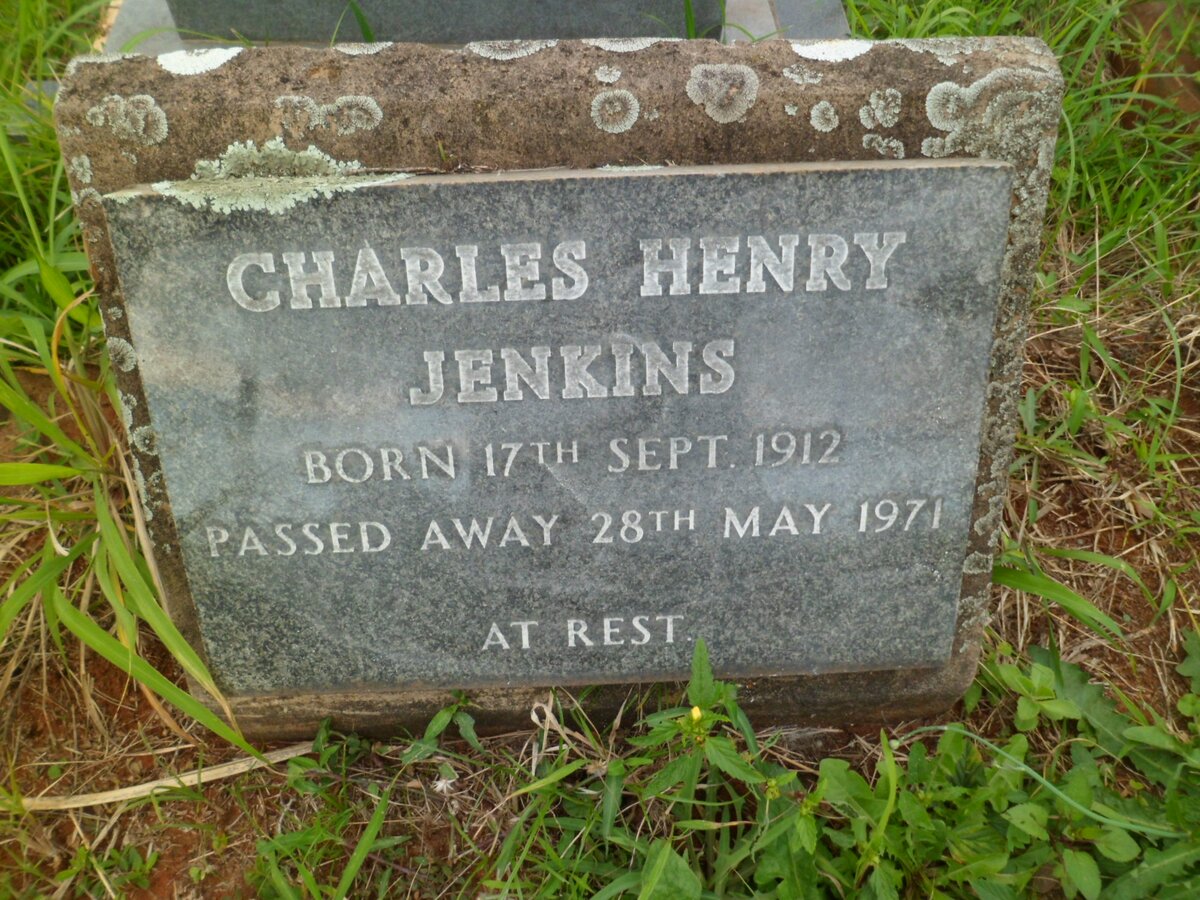 CHARLES HENRY
JENKINS
BORN 17TH SEPT. 1912
PASSED AWAY 28TH MAY 1971
AT REST.